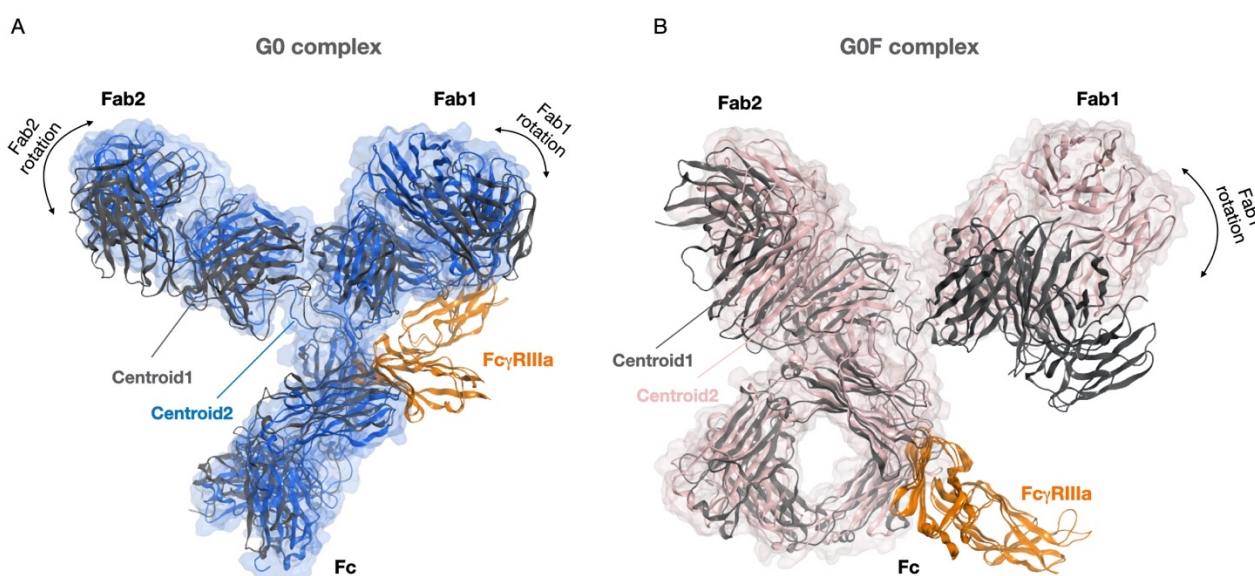 A
G0 complex
Fab2
Fab1
Fab2
rotation
Fab1
rotation
Centroid1
Centroid2
FcγRIIIa
Fc
B
G0F complex
Fab2
Fab1
Fab1
rotation
Centroid1
Centroid2
FcγRIIIa
Fc